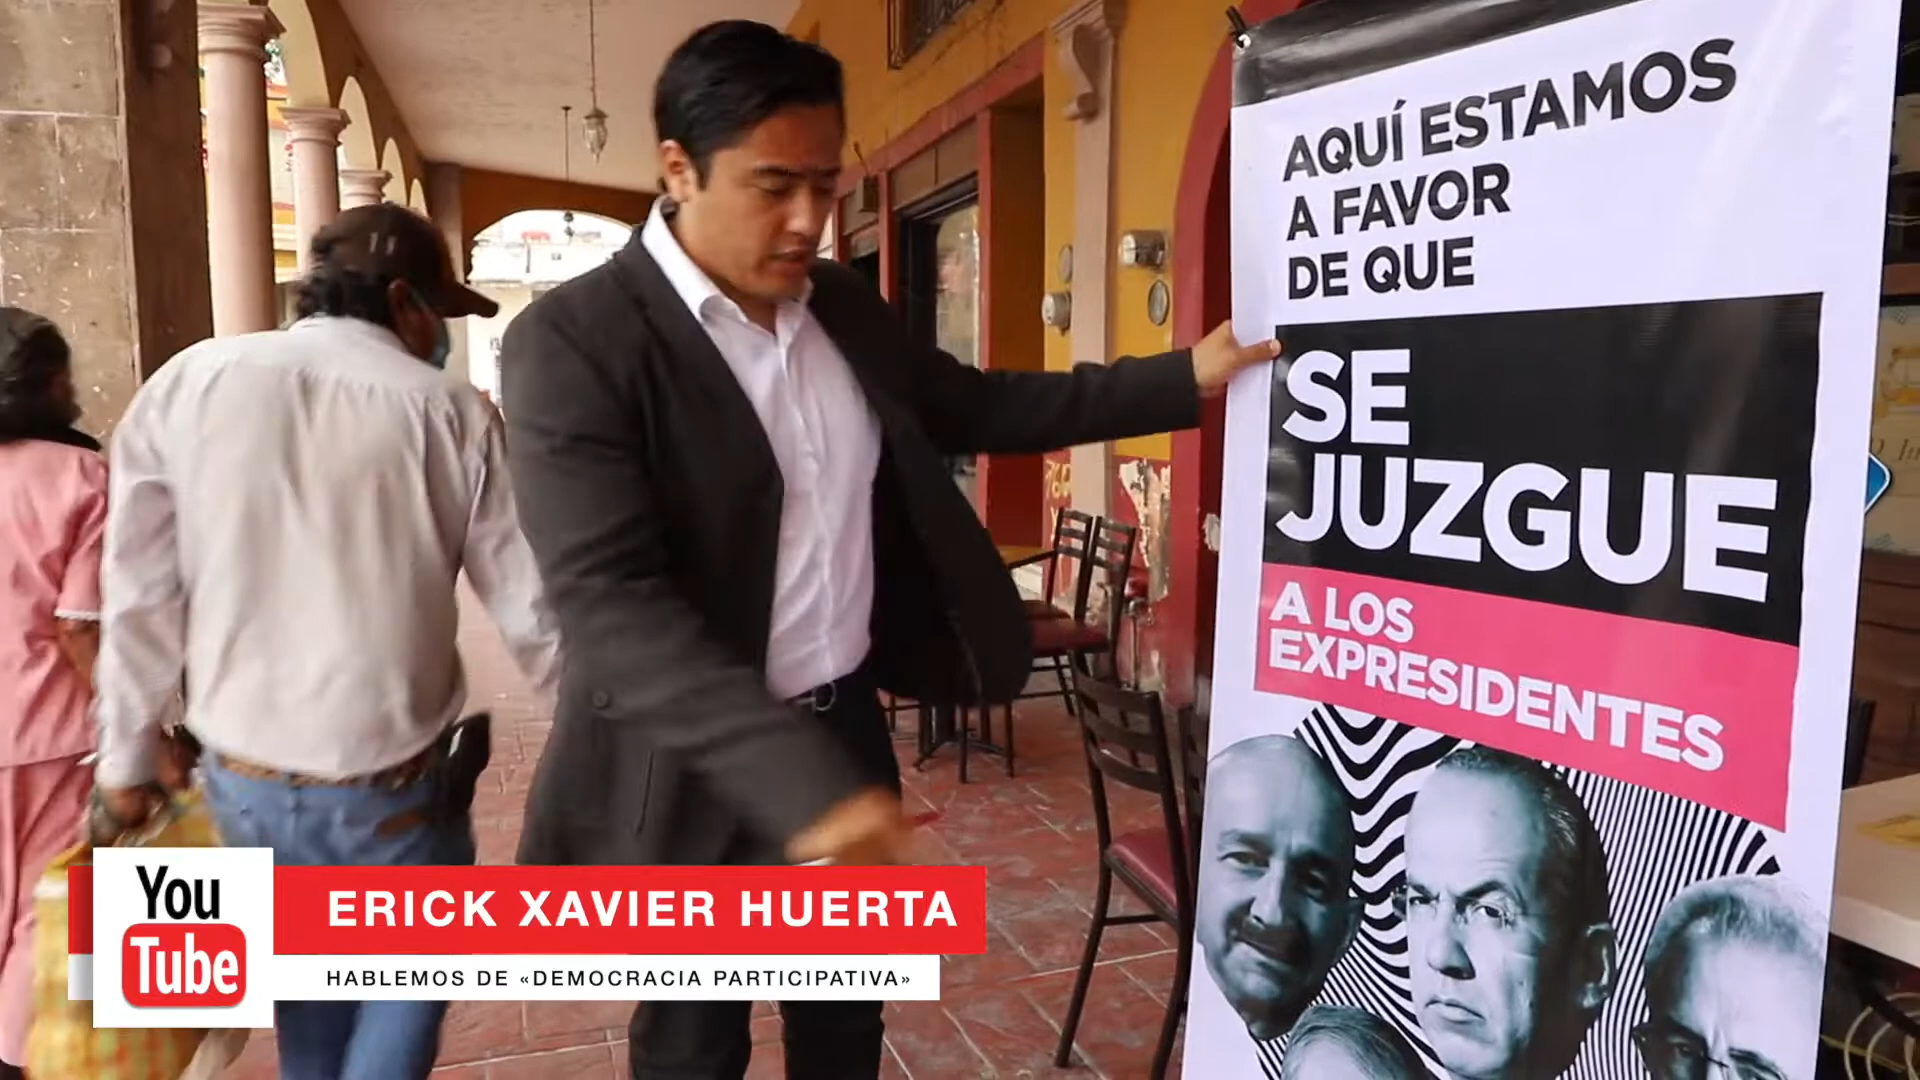 AQUÍ ESTAMOS
A FAVOR
DE QUE
SE
JUZGUE
A LOS
EXPRESIDENTES
You
Tube
ERICK XAVIER HUERTA
HABLEMOS DE «DEMOCRACIA PARTICIPATIVA»